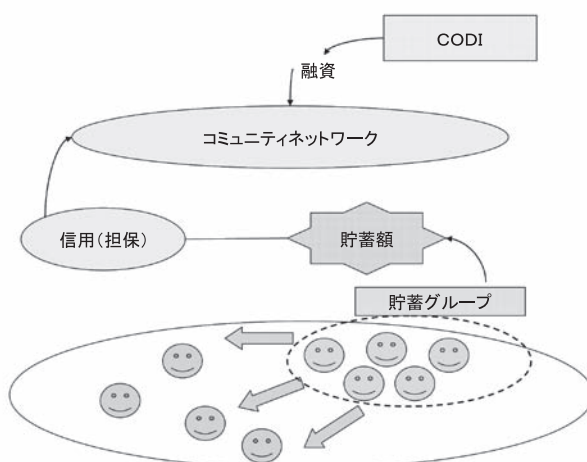 CODI
融資
コミュニティネットワーク
信用(担保)
貯蓄額
貯蓄グループ